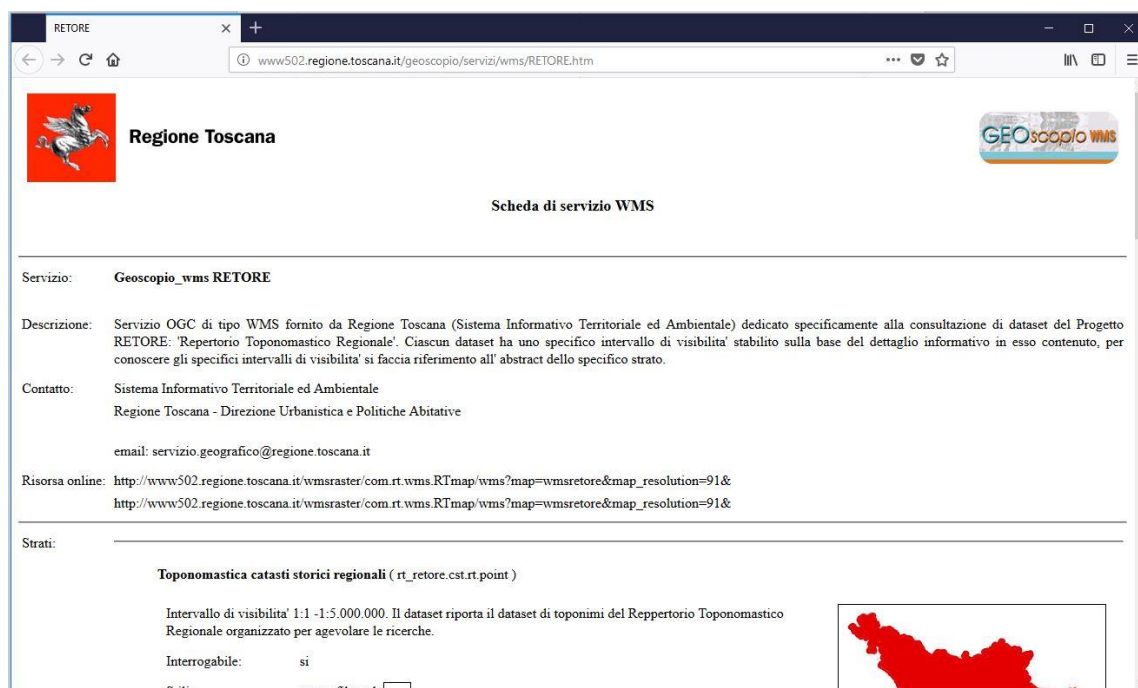 RETORE
www502.regione.toscana.it/geoscopio/servizi/wms/RETORE.htm
Regione Toscana
GEOscopio WMS
Scheda di servizio WMS
Servizio: Geoscopio_wms RETORE
Descrizione: Servizio OGC di tipo WMS fornito da Regione Toscana (Sistema Informativo Territoriale ed Ambientale) dedicato specificamente alla consultazione di dataset del Progetto
RETORE: 'Repertorio Toponomastico Regionale'. Ciascun dataset ha uno specifico intervallo di visibilita' stabilito sulla base del dettaglio informativo in esso contenuto, per
conoscere gli specifici intervalli di visibilita' si faccia riferimento all' abstract dello specifico strato.
Contatto: Sistema Informativo Territoriale ed Ambientale
Regione Toscana - Direzione Urbanistica e Politiche Abitative
email: servizio.geografico@regione.toscana.it
Risorsa online: http://www502.regione.toscana.it/wmsraster/com.rt.wms.RTmap/wms?map=wmsretore&map_resolution=91&
http://www502.regione.toscana.it/wmsraster/com.rt.wms.RTmap/wms?map=wmsretore&map_resolution=91&
Strati:
Toponomastica catasti storici regionali ( rt_retore.cst.rt.point )
Intervallo di visibilita' 1:1 -1:5.000.000. Il dataset riporta il dataset di toponimi del Reppertorio Toponomastico
Regionale organizzato per agevolare le ricerche.
Interrogabile: si